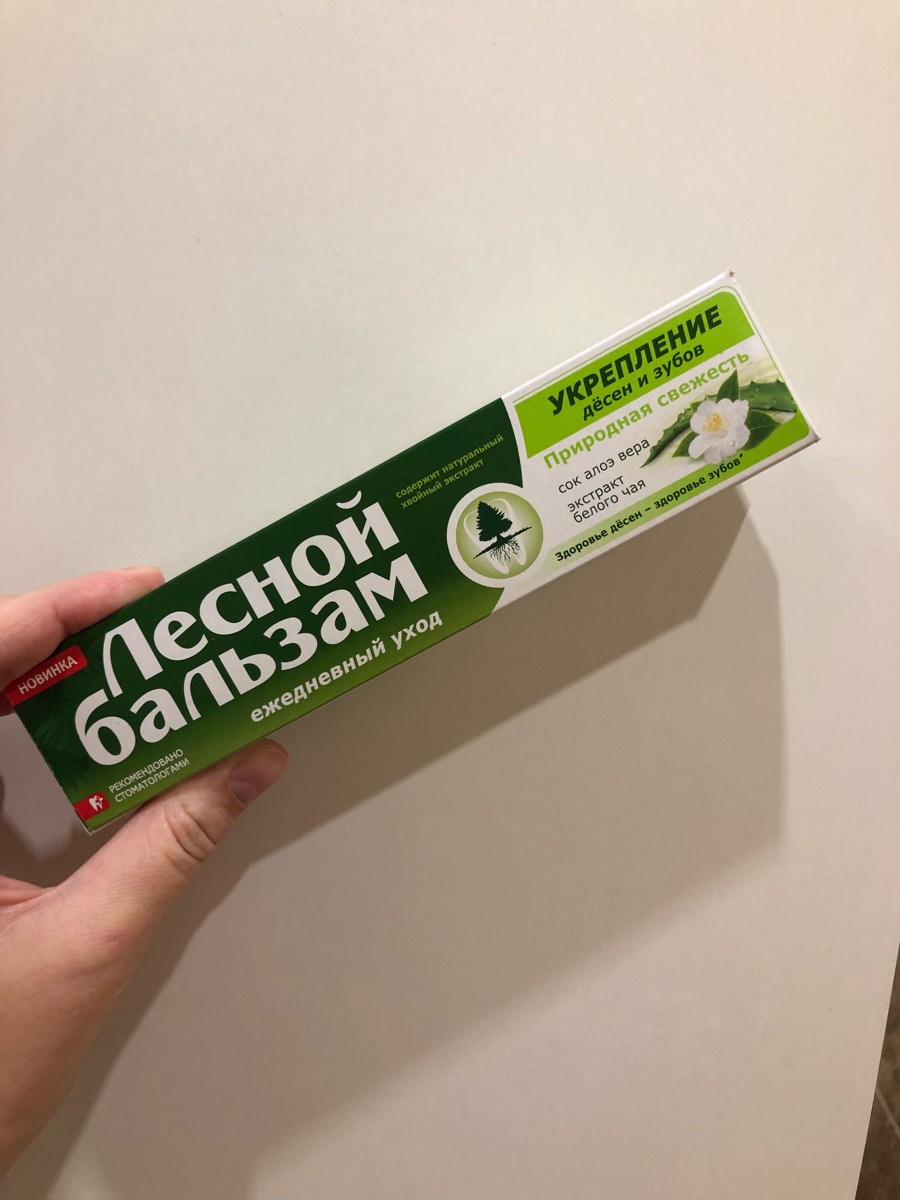 НОВИНКА
Лесной
бальзам
ежедневный уход
РЕКОМЕНДОВАНО
СТОМАТОЛОГАМИ
содержит натуральный
хвойный экстракт
УКРЕПЛЕНИЕ
дёсен и зубов
Природная свежесть
сок алоэ вера
экстракт
белого чая
Здоровье дёсен – здоровье зубов*